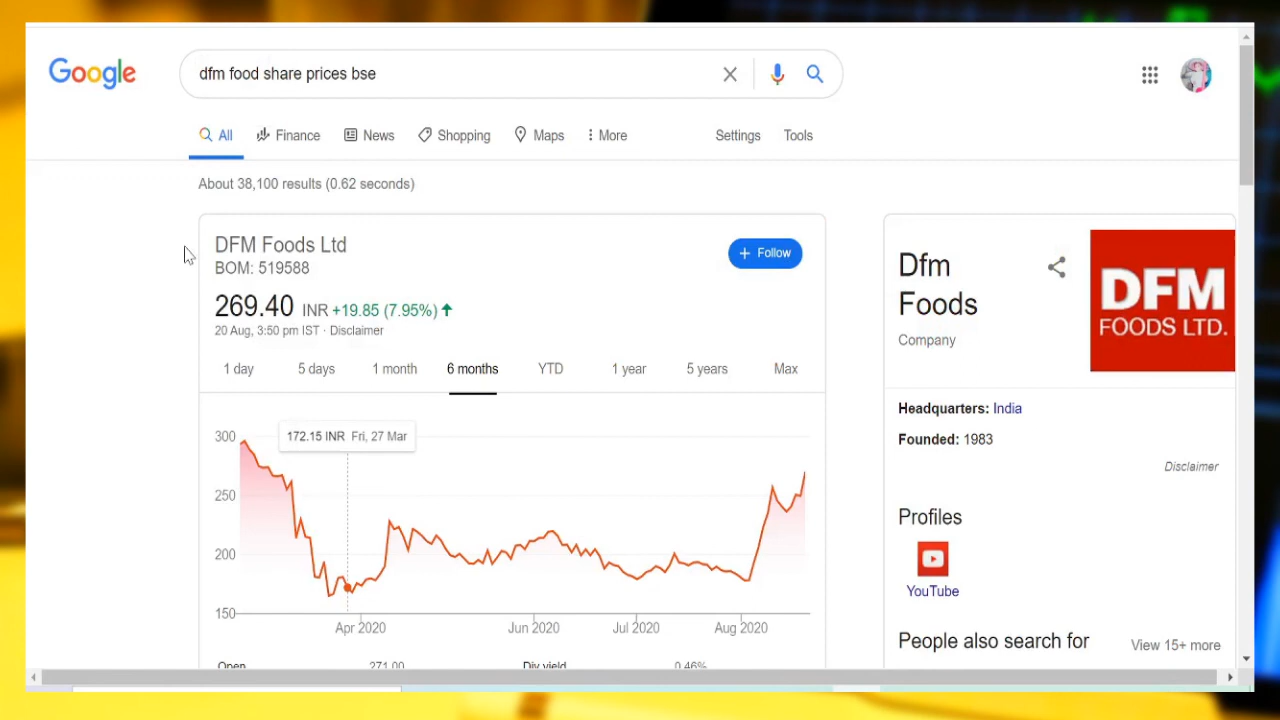 Google
dfm food share prices bse
All Finance News Shopping Maps More Settings Tools
About 38,100 results (0.62 seconds)
DFM Foods Ltd
BOM: 519588
Follow
269.40 INR +19.85 (7.95%)
20 Aug, 3:50 pm IST · Disclaimer
1 day 5 days 1 month 6 months YTD 1 year 5 years Max
172.15 INR Fri, 27 Mar
300
250
200
150
Apr 2020 Jun 2020 Jul 2020 Aug 2020
Open 271.00 Div yield 0.46%
Dfm
Foods
Company
DFM
FOODS LTD.
Headquarters: India
Founded: 1983
Disclaimer
Profiles
YouTube
People also search for View 15+ more